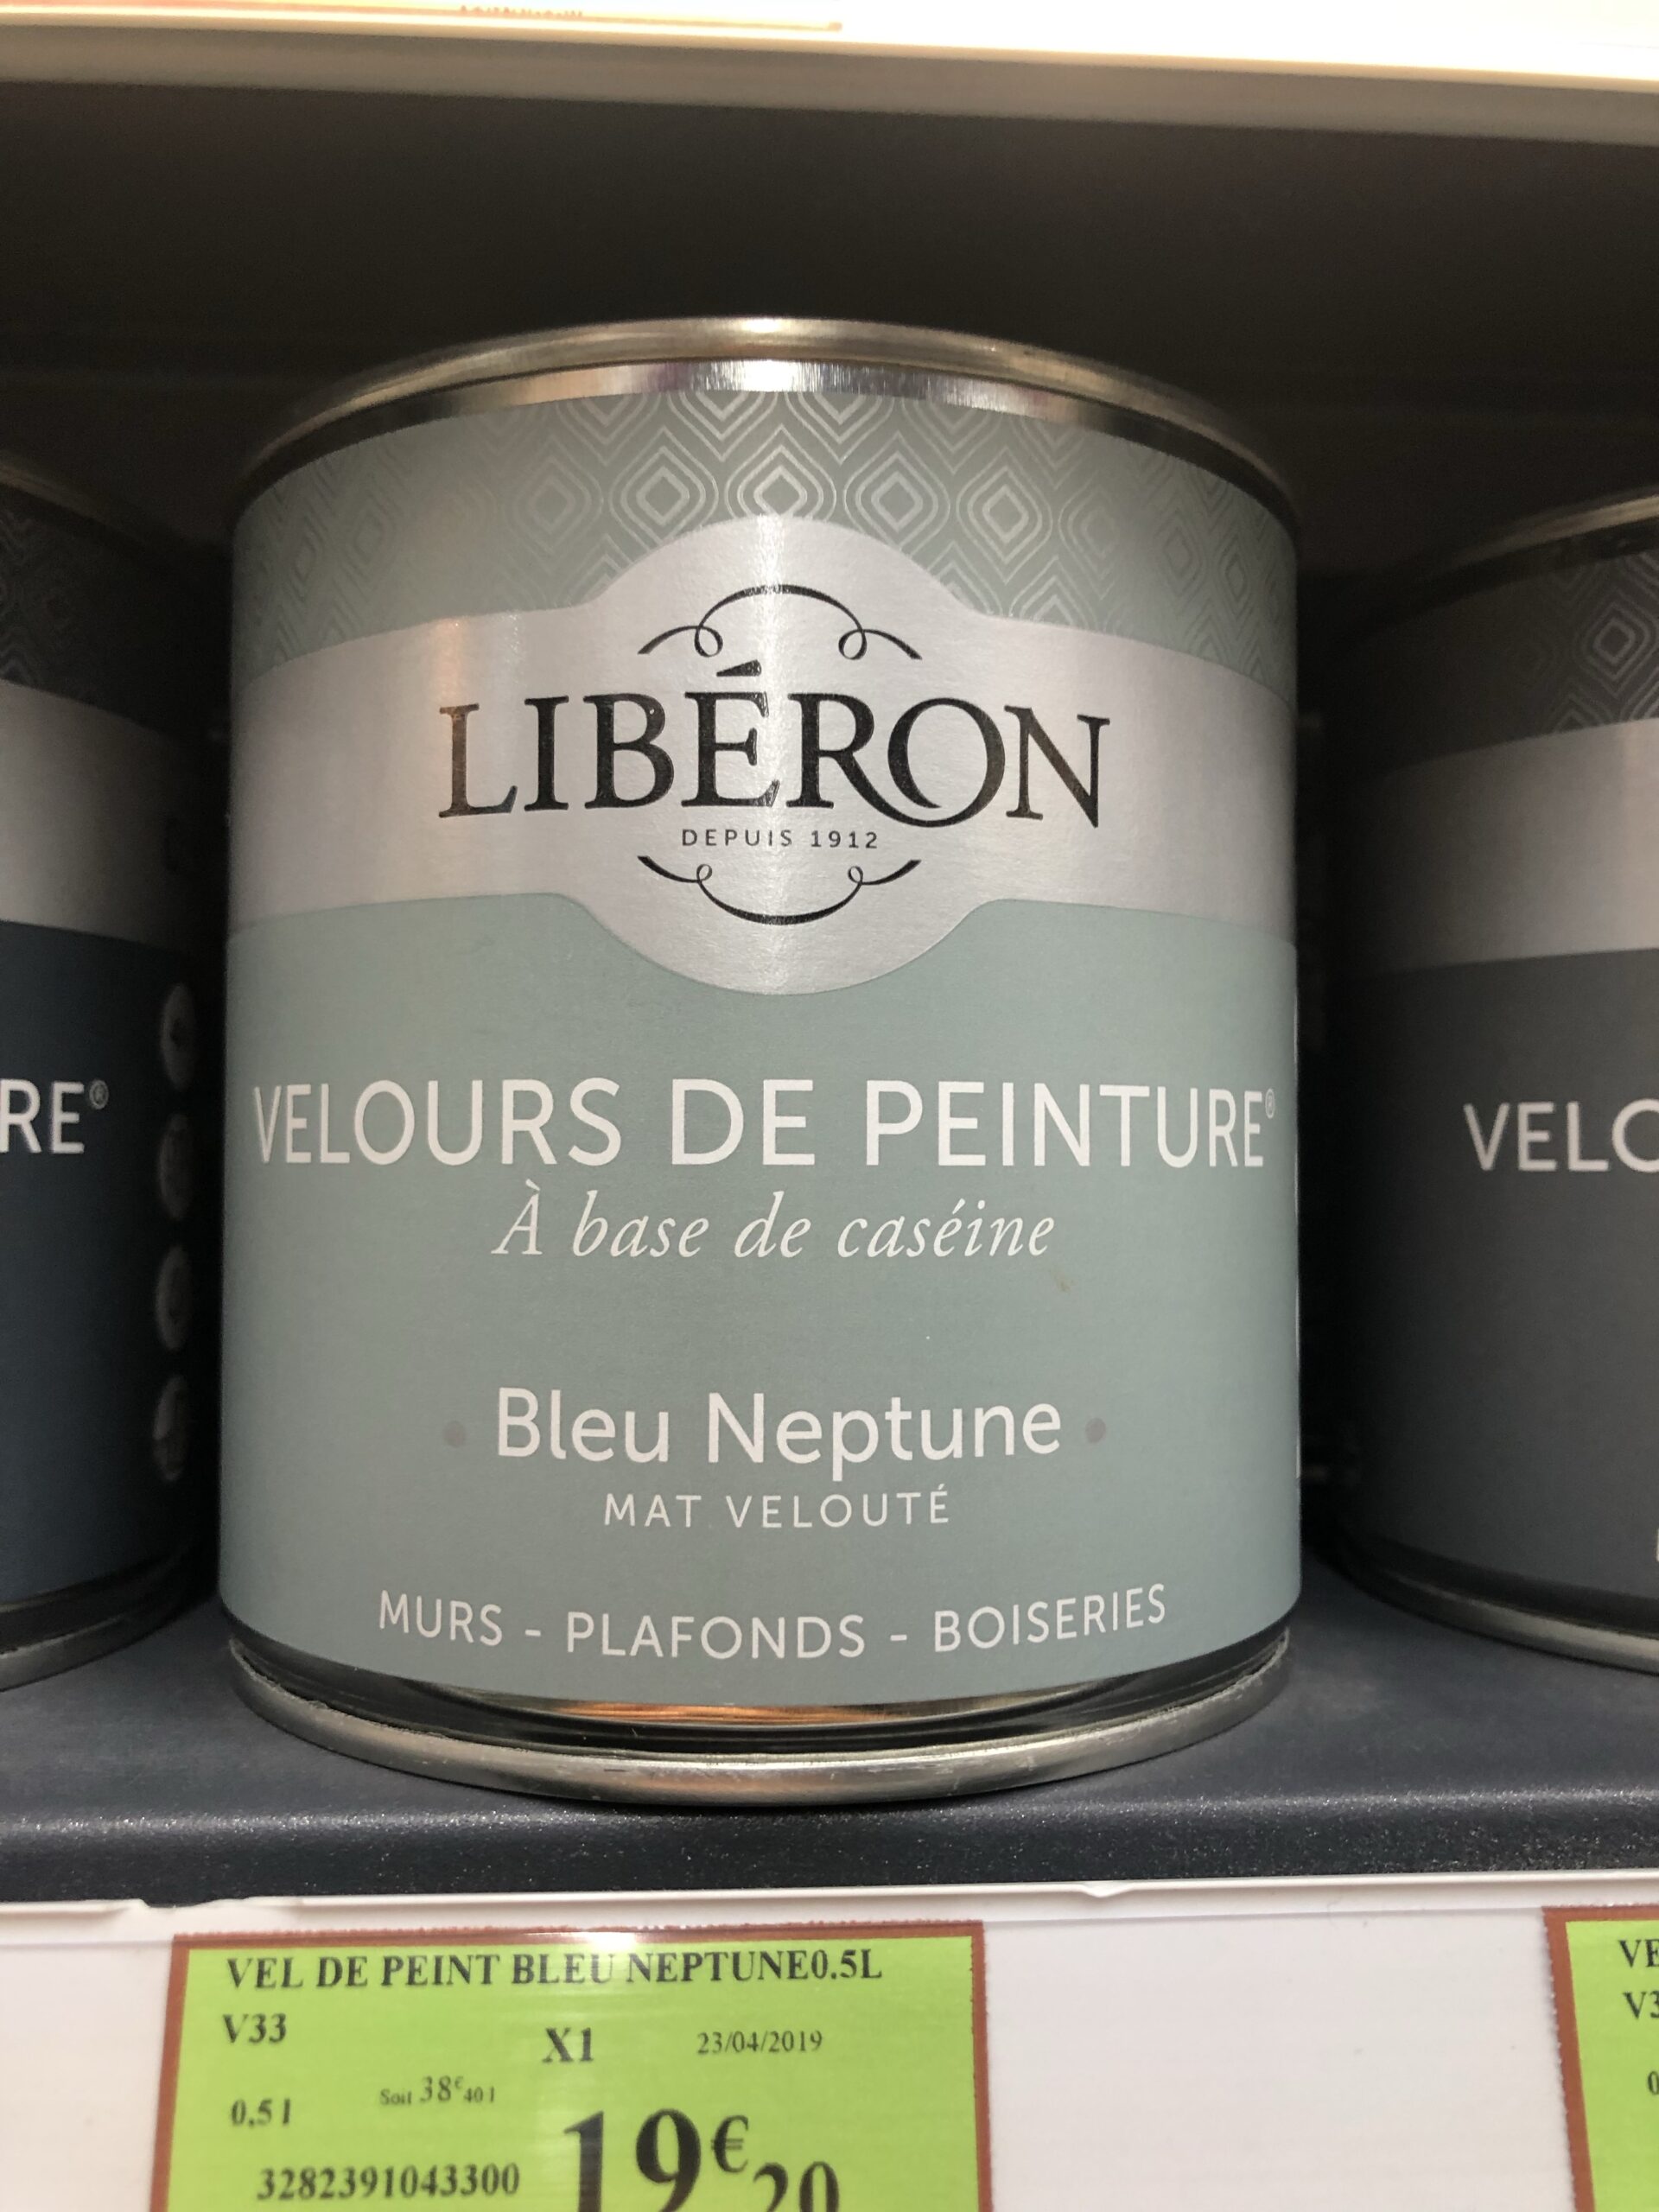 LIBÉRON
DEPUIS 1912
RE®
VELOURS DE PEINTURE®
VELO
À base de caséine
• Bleu Neptune •
MAT VELOUTÉ
MURS - PLAFONDS - BOISERIES
VEL DE PEINT BLEU NEPTUNE0.5L
V33
X1
23/04/2019
0,5 l
Soit 38€40 l
19€20
3282391043300
VE
V3
0